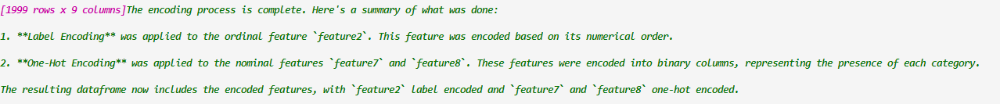 [1999 rows x 9 columns]The encoding process is complete. Here's a summary of what was done:
1. **Label Encoding** was applied to the ordinal feature `feature2`. This feature was encoded based on its numerical order.
2. **One-Hot Encoding** was applied to the nominal features `feature7` and `feature8`. These features were encoded into binary columns, representing the presence of each category.
The resulting dataframe now includes the encoded features, with `feature2` label encoded and `feature7` and `feature8` one-hot encoded.